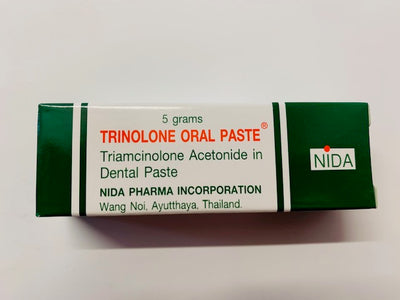 5 grams
TRINOLONE ORAL PASTE®
Triamcinolone Acetonide in
Dental Paste
NIDA PHARMA INCORPORATION
Wang Noi, Ayutthaya, Thailand.
NIDA